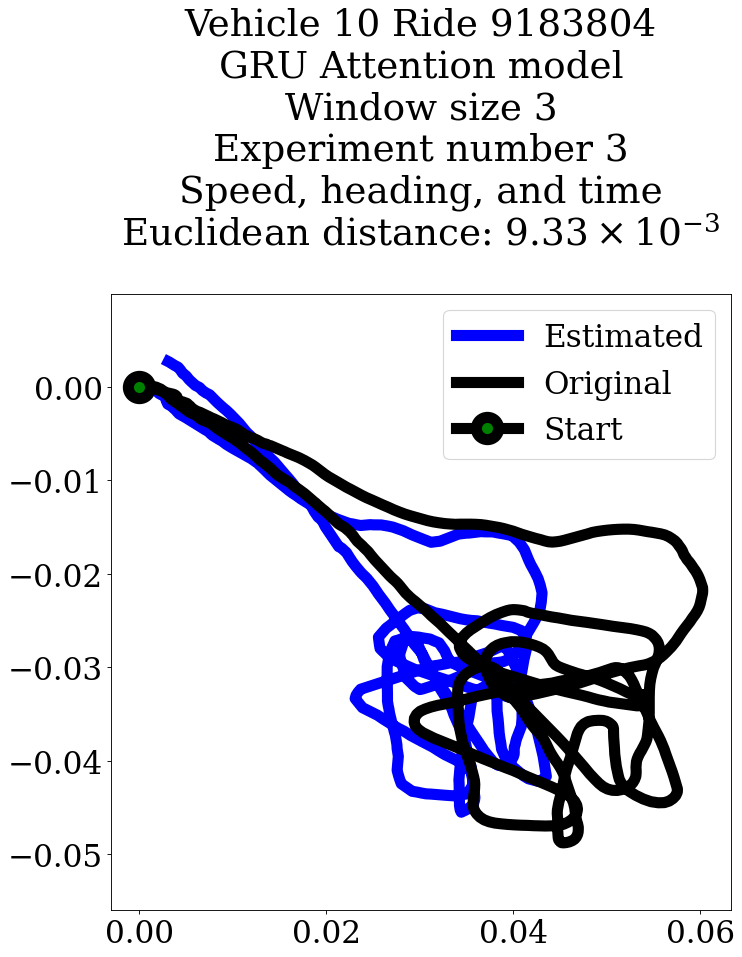 Vehicle 10 Ride 9183804
GRU Attention model
Window size 3
Experiment number 3
Speed, heading, and time
Euclidean distance: 9.33 × 10⁻³
Estimated
Original
Start
0.00
−0.01
−0.02
−0.03
−0.04
−0.05
0.00 0.02 0.04 0.06